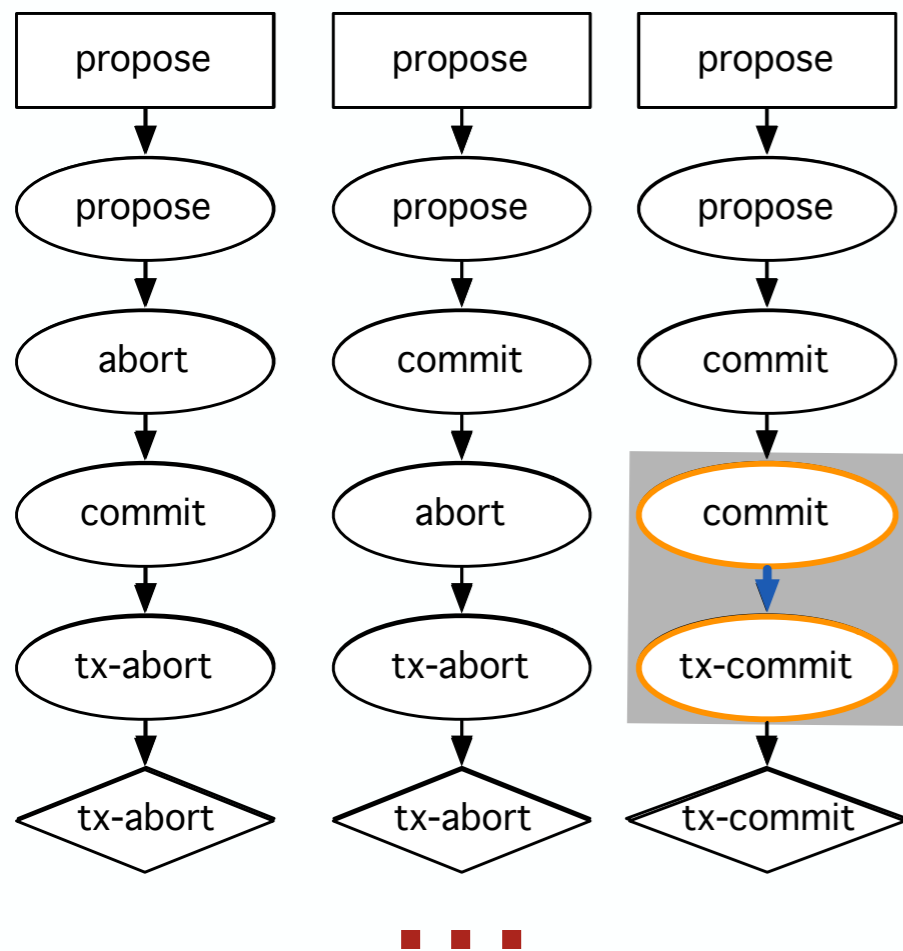 propose propose propose
propose propose propose
abort commit commit
commit abort commit
tx-abort tx-abort tx-commit
tx-abort tx-abort tx-commit